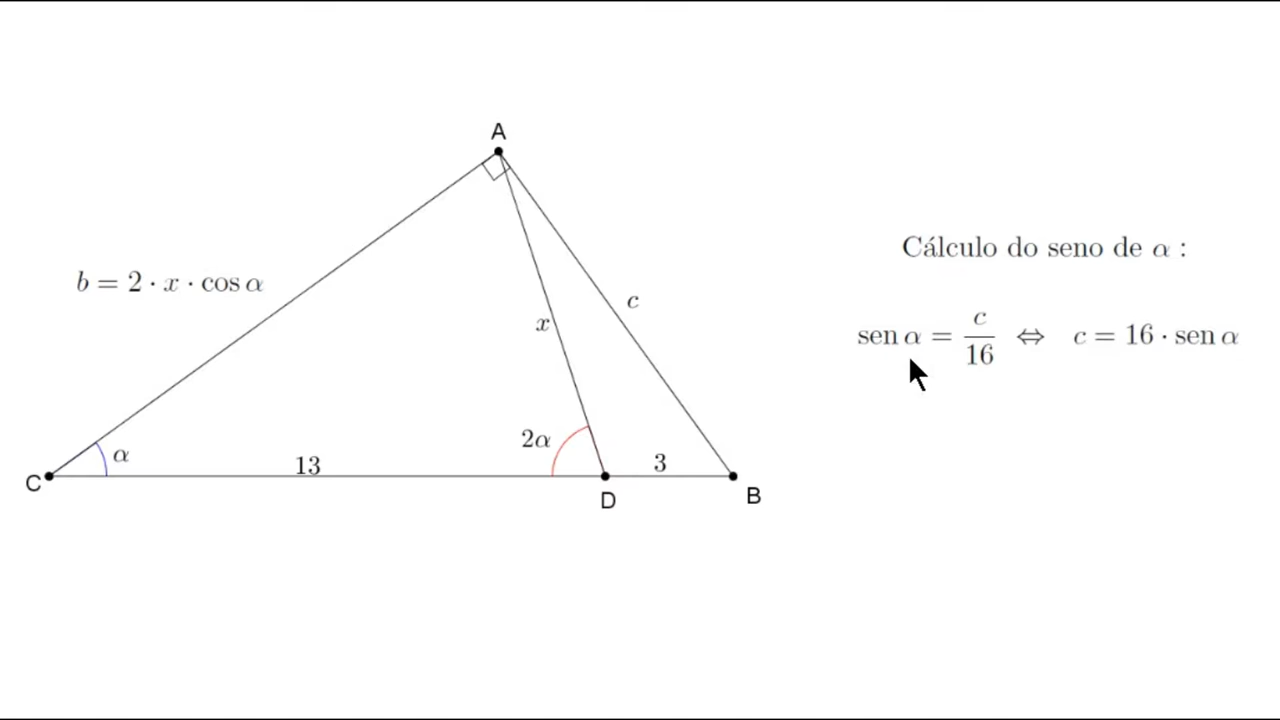 A
b = 2 · x · cos α
Cálculo do seno de α :
c
x
sen α = c/16 ⇔ c = 16 · sen α
2α
α
13
3
C
D
B